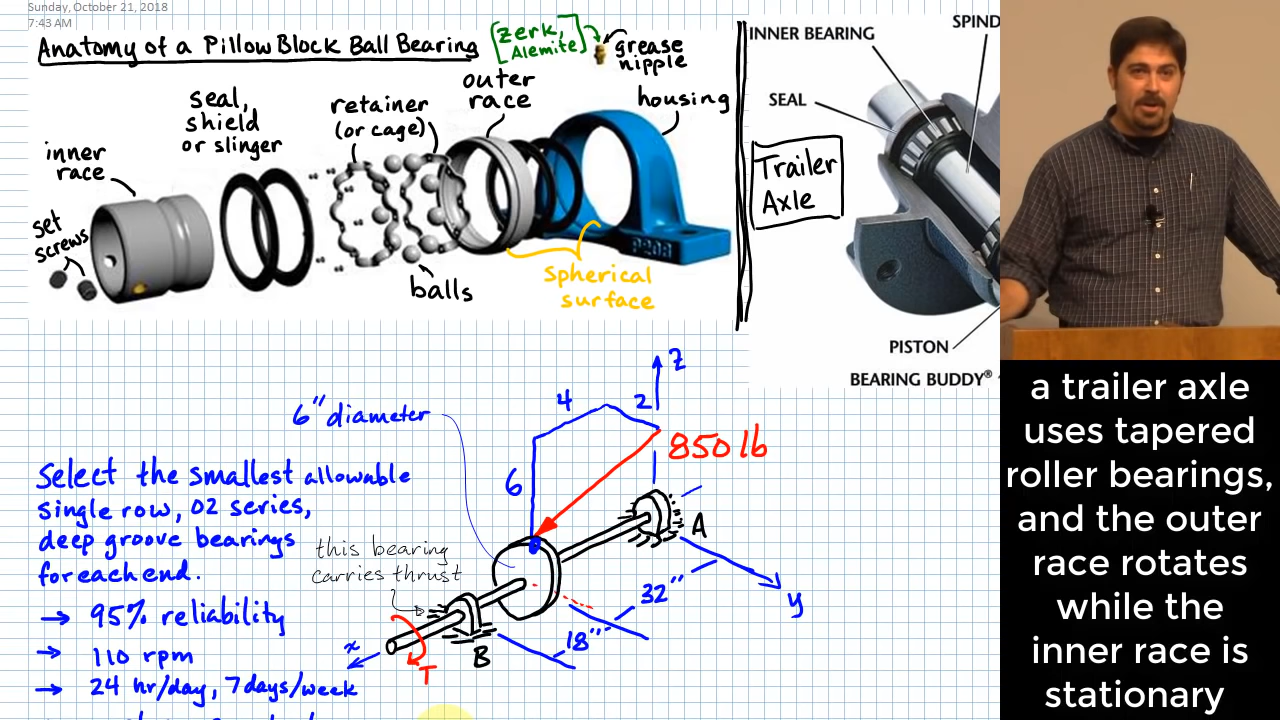 Sunday, October 21, 2018
7:43 AM
Anatomy of a Pillow Block Ball Bearing
[zerk,
Alemite]
grease
nipple
outer
race
housing
seal,
shield
or slinger
retainer
(or cage)
inner
race
set
screws
balls
spherical
surface
INNER BEARING
SPIND
SEAL
Trailer
Axle
PISTON
BEARING BUDDY®
6" diameter
4
2
z
850 lb
6
Select the smallest allowable
single row, 02 series,
deep groove bearings
for each end.
→ 95% reliability
→ 110 rpm
→ 24 hr/day, 7 days/week
this bearing
carries thrust
A
32"
y
18"
x
B
T
a trailer axle
uses tapered
roller bearings,
and the outer
race rotates
while the
inner race is
stationary